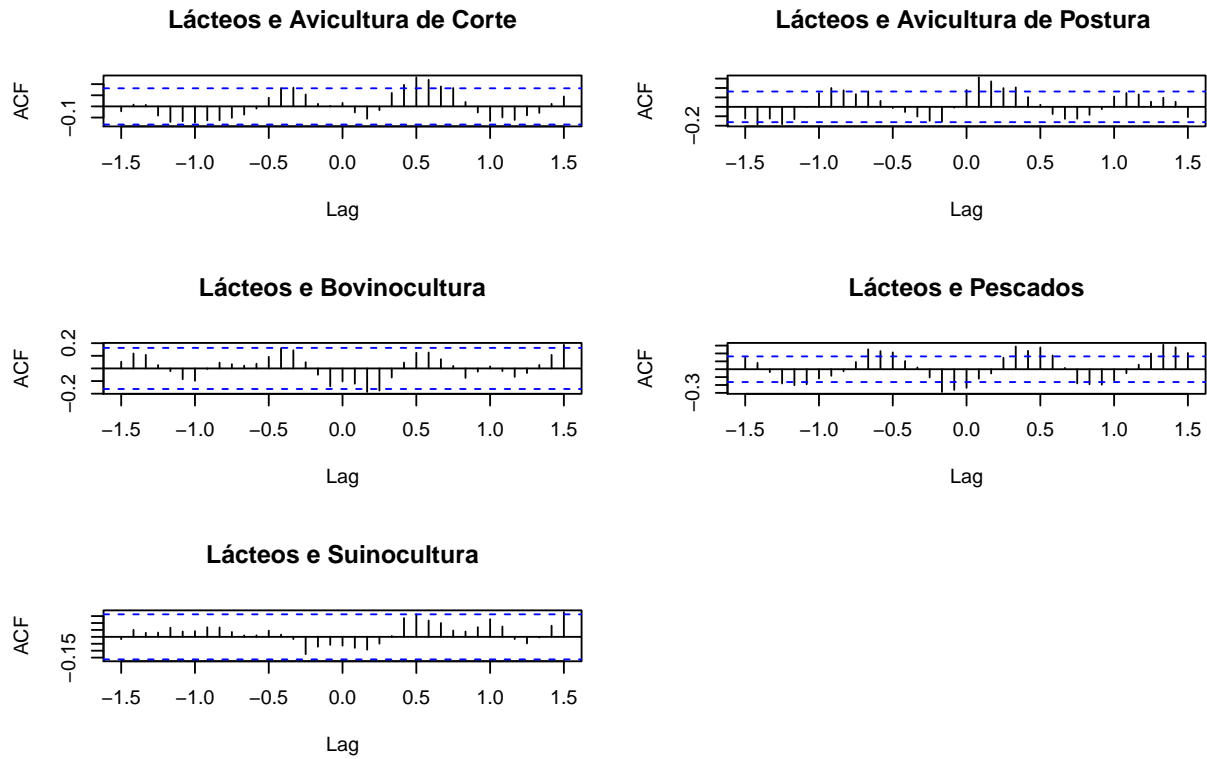 Lácteos e Avicultura de Corte
ACF
−0.1
−1.5 −1.0 −0.5 0.0 0.5 1.0 1.5
Lag
Lácteos e Avicultura de Postura
ACF
−0.2
−1.5 −1.0 −0.5 0.0 0.5 1.0 1.5
Lag
Lácteos e Bovinocultura
ACF
−0.2 0.2
−1.5 −1.0 −0.5 0.0 0.5 1.0 1.5
Lag
Lácteos e Pescados
ACF
−0.3
−1.5 −1.0 −0.5 0.0 0.5 1.0 1.5
Lag
Lácteos e Suinocultura
ACF
−0.15
−1.5 −1.0 −0.5 0.0 0.5 1.0 1.5
Lag